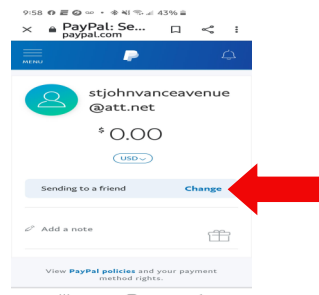 9:58
43%
PayPal: Se...
paypal.com
MENU
stjohnvanceavenue
@att.net
$ 0.00
USD
Sending to a friend Change
Add a note
View PayPal policies and your payment
method rights.